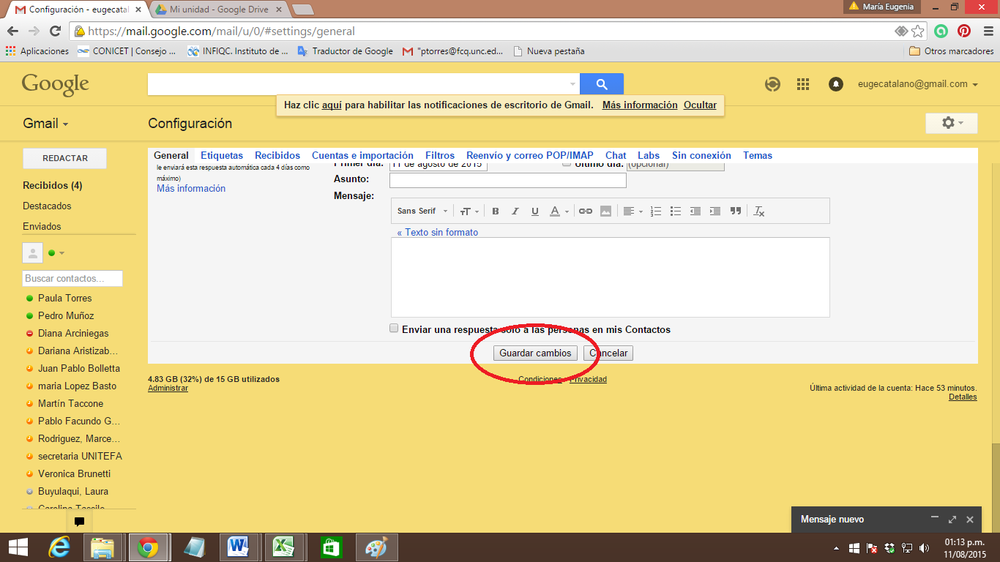 Configuración - eugecatal
Mi unidad - Google Drive
María Eugenia
https://mail.google.com/mail/u/0/#settings/general
Aplicaciones
CONICET | Consejo ...
INFIQC. Instituto de ...
Traductor de Google
"ptorres@fcq.unc.ed...
Nueva pestaña
Otros marcadores
Google
eugecatalano@gmail.com
Haz clic aquí para habilitar las notificaciones de escritorio de Gmail. Más información Ocultar
Gmail
Configuración
REDACTAR
General Etiquetas Recibidos Cuentas e importación Filtros Reenvío y correo POP/IMAP Chat Labs Sin conexión Temas
Recibidos (4)
Destacados
Enviados
le enviará esta respuesta automática cada 4 días como
máximo)
Más información
Primer día: 11 de agosto de 2015 Último día: (opcional)
Asunto:
Mensaje:
Sans Serif
« Texto sin formato
Enviar una respuesta sólo a las personas en mis Contactos
Guardar cambios Cancelar
Buscar contactos...
Paula Torres
Pedro Muñoz
Diana Arciniegas
Dariana Aristizab...
Juan Pablo Bolletta
maria Lopez Basto
Martín Taccone
Pablo Facundo G...
Rodriguez, Marce...
secretaria UNITEFA
Veronica Brunetti
Buyulaqui, Laura
Carolina Tassile
4.83 GB (32%) de 15 GB utilizados
Administrar
Condiciones - Privacidad
Última actividad de la cuenta: Hace 53 minutos.
Detalles
Mensaje nuevo
01:13 p.m.
11/08/2015